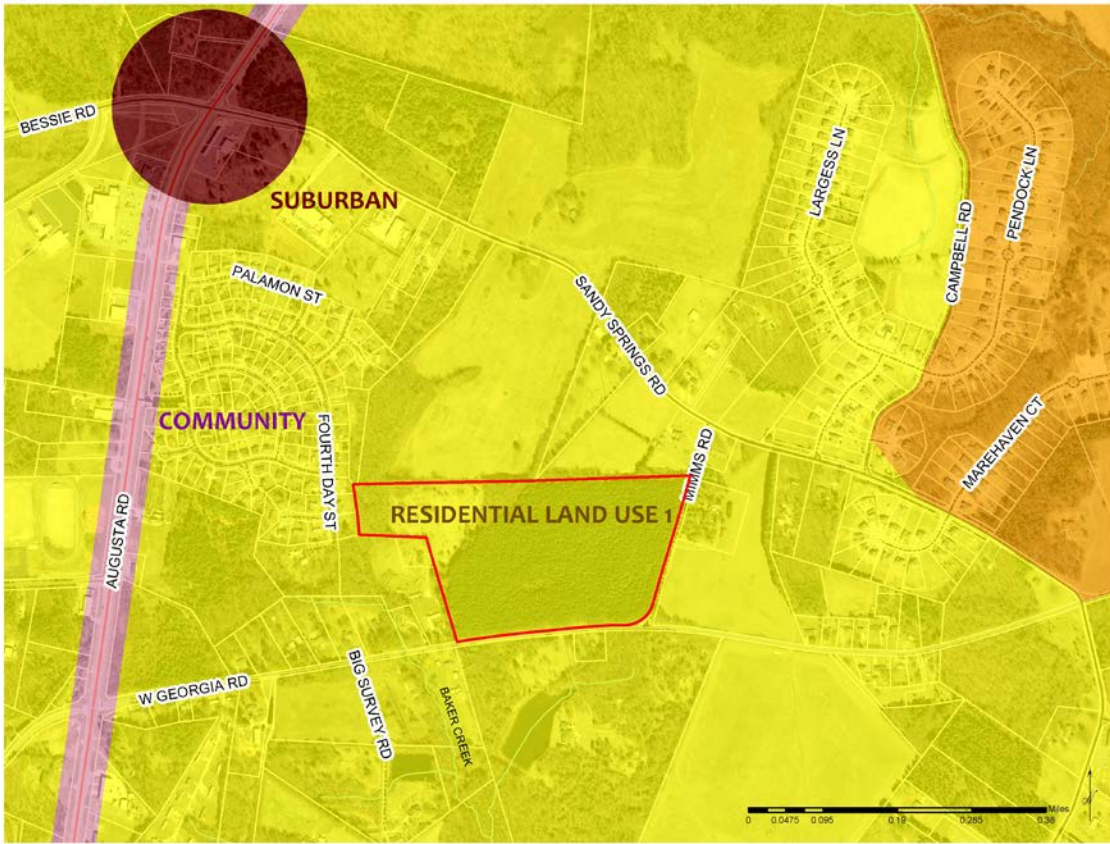 BESSIE RD
SUBURBAN
LARGESS LN
PENDOCK LN
CAMPBELL RD
PALAMON ST
SANDY SPRINGS RD
COMMUNITY
FOURTH DAY ST
MIMMS RD
MAREHAVEN CT
RESIDENTIAL LAND USE 1
AUGUSTA RD
W GEORGIA RD
BIG SURVEY RD
BAKER CREEK
Miles
0 0.0475 0.095 0.19 0.285 0.38